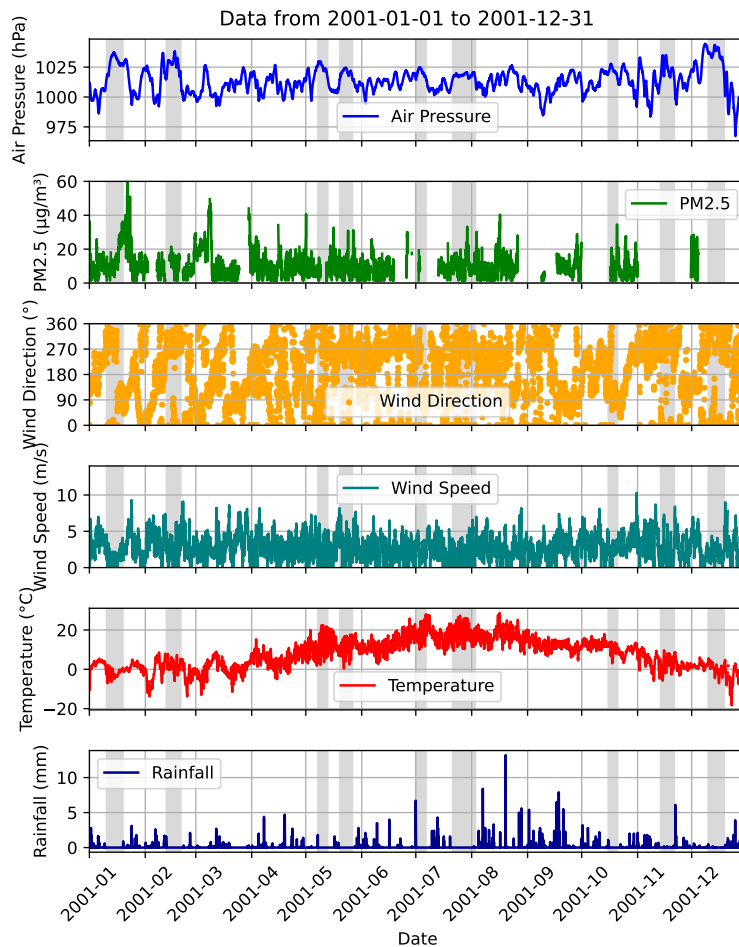 Data from 2001-01-01 to 2001-12-31
Air Pressure (hPa)
1025
1000
975
Air Pressure
PM2.5 (µg/m³)
60
40
20
0
PM2.5
Wind Direction (°)
360
270
180
90
0
Wind Direction
Wind Speed (m/s)
10
5
0
Wind Speed
Temperature (°C)
20
0
−20
Temperature
Rainfall (mm)
10
5
0
Rainfall
2001-01
2001-02
2001-03
2001-04
2001-05
2001-06
2001-07
2001-08
2001-09
2001-10
2001-11
2001-12
Date